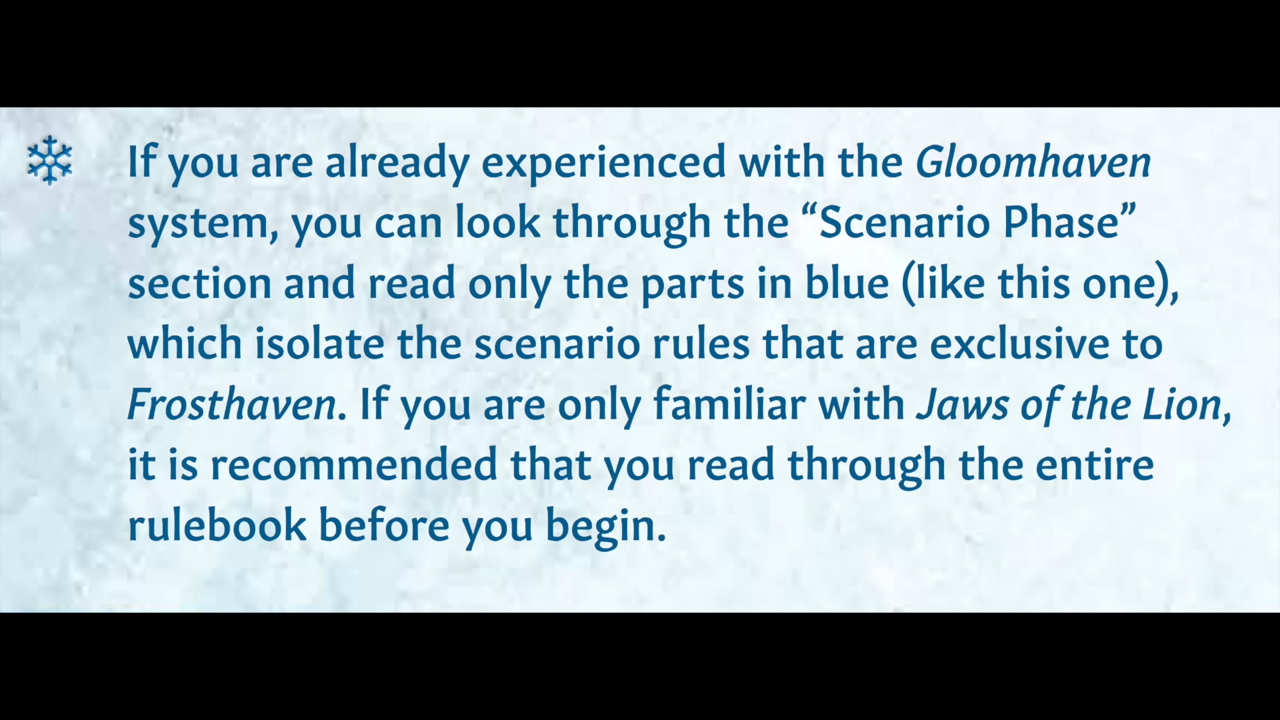 If you are already experienced with the Gloomhaven
system, you can look through the “Scenario Phase”
section and read only the parts in blue (like this one),
which isolate the scenario rules that are exclusive to
Frosthaven. If you are only familiar with Jaws of the Lion,
it is recommended that you read through the entire
rulebook before you begin.